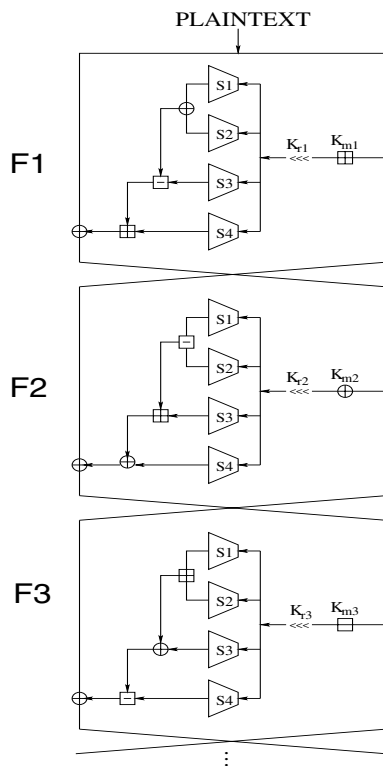 PLAINTEXT
F1
S1
S2
S3
S4
Kr1 Km1
<<<
F2
S1
S2
S3
S4
Kr2 Km2
<<<
F3
S1
S2
S3
S4
Kr3 Km3
<<<